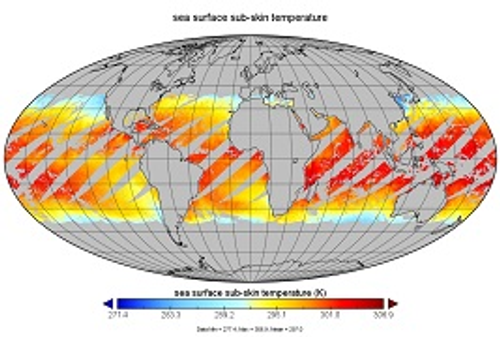 sea surface sub-skin temperature
sea surface sub-skin temperature (K)
271.4 283.3 289.2 295.1 301.0 306.9